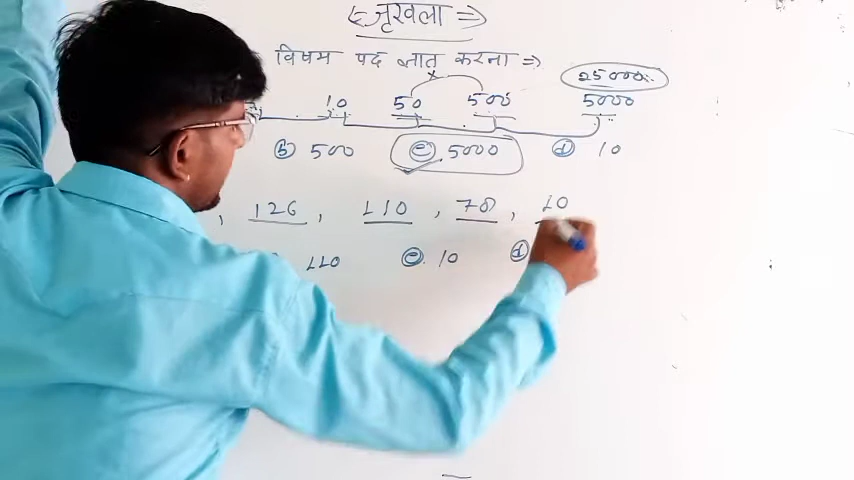 शृंखला ⇒
विषम पद ज्ञात करना ⇒
25000
10 50 500 5000
(b) 500 (c) 5000 (d) 10
, 126 , 110 , 70 , 10
110 (c) 10 (d)